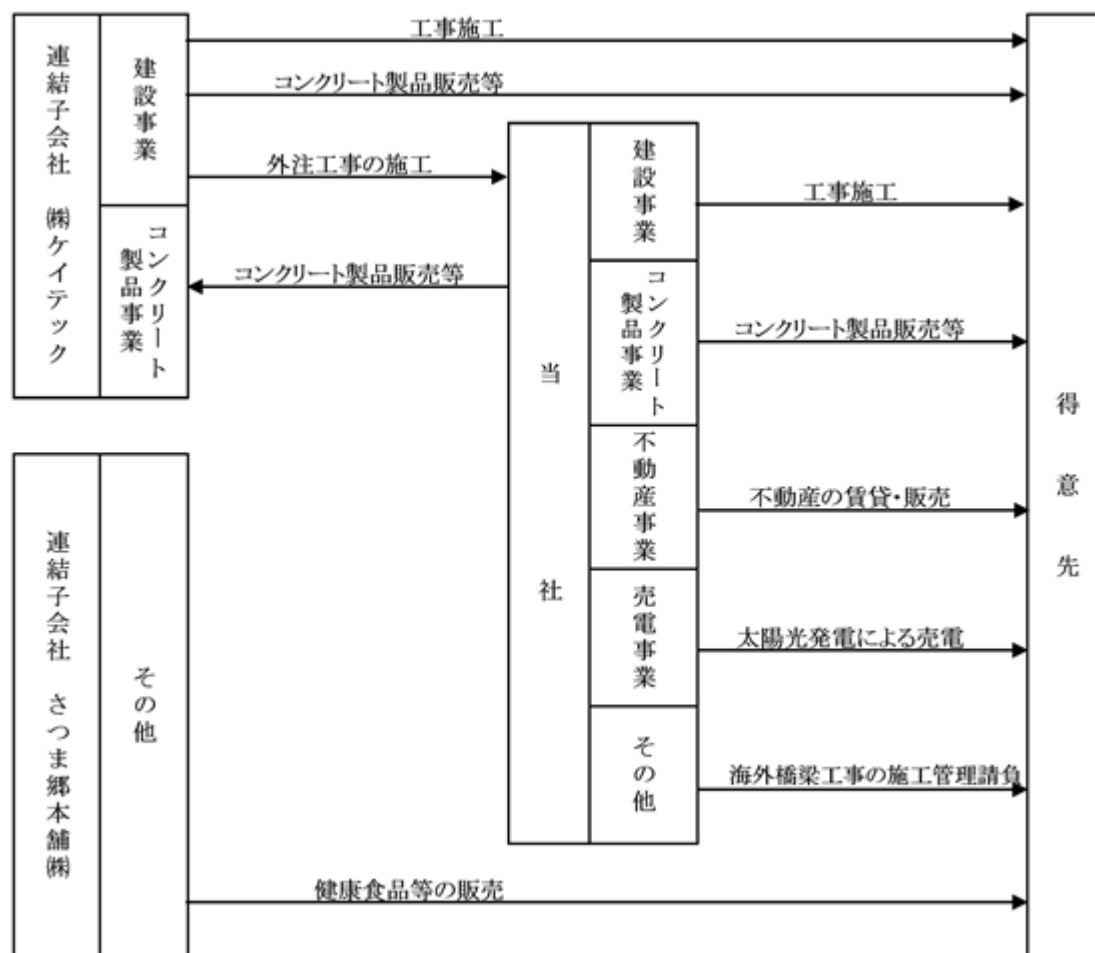 連結子会社 ㈱ケイテック
建設事業
コンクリート
製品事業
工事施工
コンクリート製品販売等
外注工事の施工
コンクリート製品販売等
当社
建設事業
コンクリート
製品事業
不動産事業
売電事業
その他
工事施工
コンクリート製品販売等
不動産の賃貸・販売
太陽光発電による売電
海外橋梁工事の施工管理請負
連結子会社 さつま郷本舗㈱
その他
健康食品等の販売
得意先